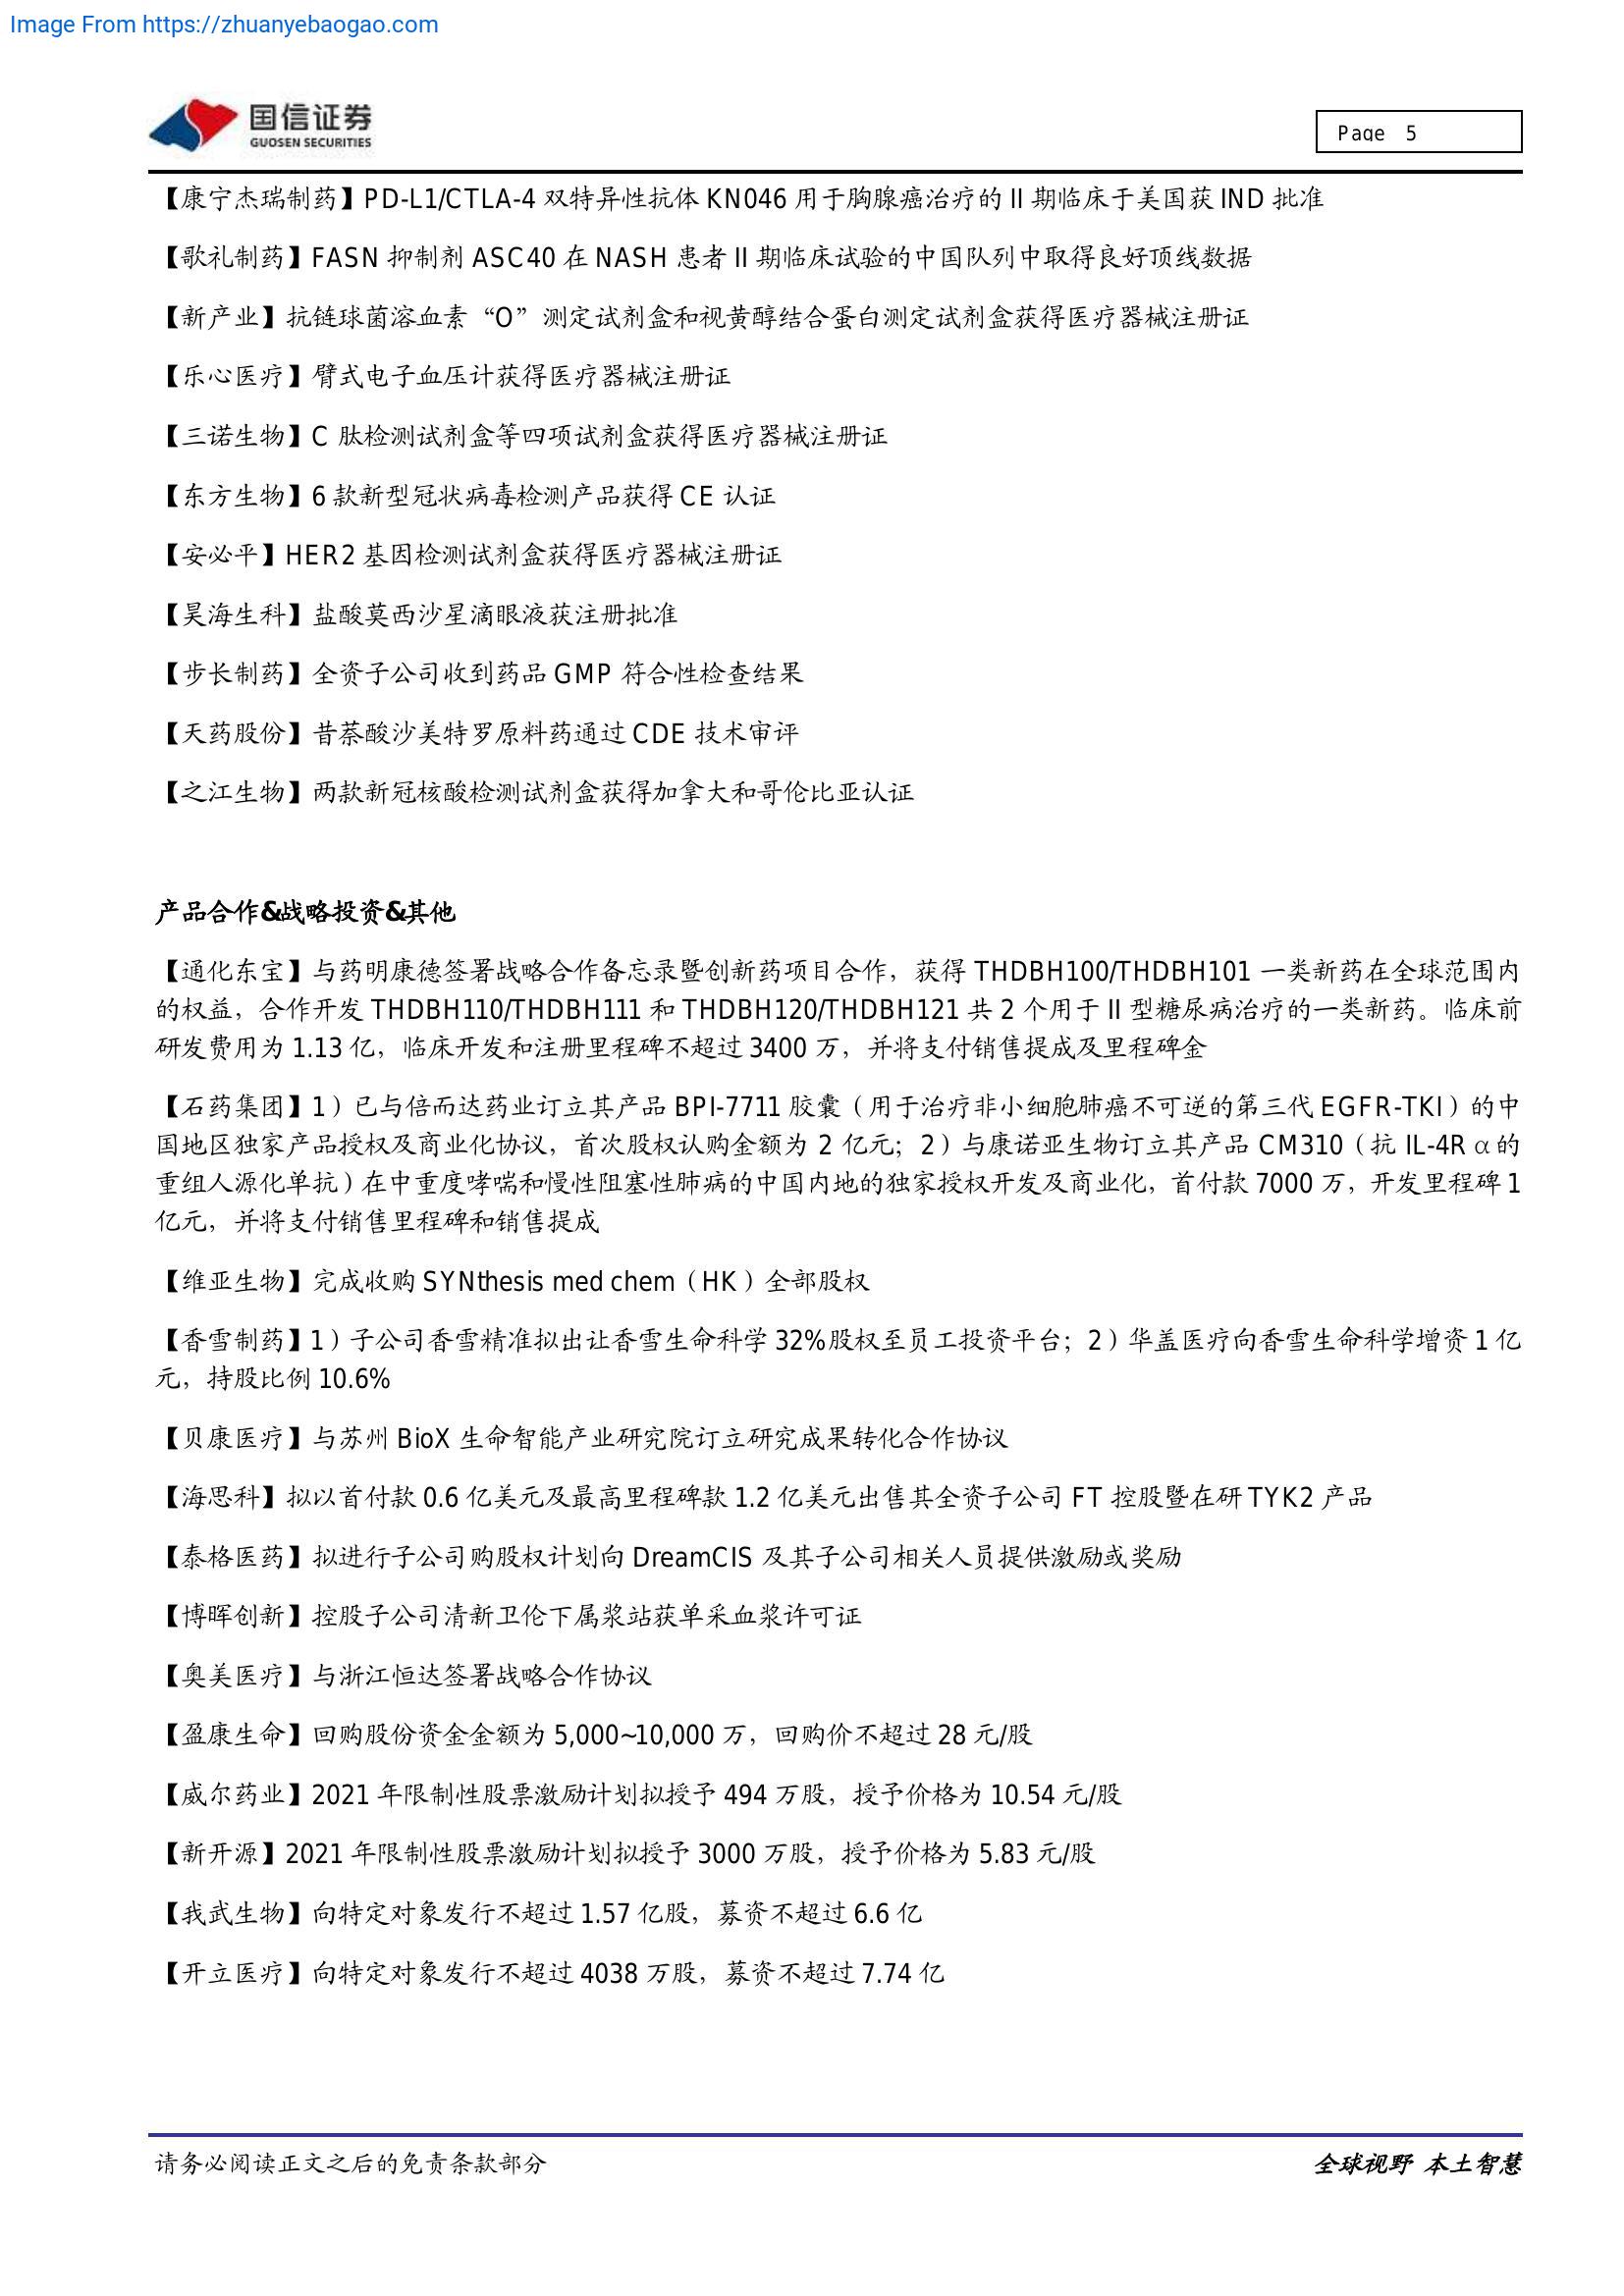 Image From https://zhuanyebaogao.com
国信证券
GUOSEN SECURITIES
Page 5
【康宁杰瑞制药】PD-L1/CTLA-4 双特异性抗体 KN046 用于胸腺癌治疗的 II 期临床于美国获 IND 批准
【歌礼制药】FASN 抑制剂 ASC40 在 NASH 患者 II 期临床试验的中国队列中取得良好顶线数据
【新产业】抗链球菌溶血素“O”测定试剂盒和视黄醇结合蛋白测定试剂盒获得医疗器械注册证
【乐心医疗】臂式电子血压计获得医疗器械注册证
【三诺生物】C 肽检测试剂盒等四项试剂盒获得医疗器械注册证
【东方生物】6 款新型冠状病毒检测产品获得 CE 认证
【安必平】HER2 基因检测试剂盒获得医疗器械注册证
【昊海生科】盐酸莫西沙星滴眼液获注册批准
【步长制药】全资子公司收到药品 GMP 符合性检查结果
【天药股份】昔萘酸沙美特罗原料药通过 CDE 技术审评
【之江生物】两款新冠核酸检测试剂盒获得加拿大和哥伦比亚认证
产品合作&战略投资&其他
【通化东宝】与药明康德签署战略合作备忘录暨创新药项目合作，获得 THDBH100/THDBH101 一类新药在全球范围内
的权益，合作开发 THDBH110/THDBH111 和 THDBH120/THDBH121 共 2 个用于 II 型糖尿病治疗的一类新药。临床前
研发费用为 1.13 亿，临床开发和注册里程碑不超过 3400 万，并将支付销售提成及里程碑金
【石药集团】1）已与倍而达药业订立其产品 BPI-7711 胶囊（用于治疗非小细胞肺癌不可逆的第三代 EGFR-TKI）的中
国地区独家产品授权及商业化协议，首次股权认购金额为 2 亿元；2）与康诺亚生物订立其产品 CM310（抗 IL-4R α的
重组人源化单抗）在中重度哮喘和慢性阻塞性肺病的中国内地的独家授权开发及商业化，首付款 7000 万，开发里程碑 1
亿元，并将支付销售里程碑和销售提成
【维亚生物】完成收购 SYNthesis med chem（HK）全部股权
【香雪制药】1）子公司香雪精准拟出让香雪生命科学 32%股权至员工投资平台；2）华盖医疗向香雪生命科学增资 1 亿
元，持股比例 10.6%
【贝康医疗】与苏州 BioX 生命智能产业研究院订立研究成果转化合作协议
【海思科】拟以首付款 0.6 亿美元及最高里程碑款 1.2 亿美元出售其全资子公司 FT 控股暨在研 TYK2 产品
【泰格医药】拟进行子公司购股权计划向 DreamCIS 及其子公司相关人员提供激励或奖励
【博晖创新】控股子公司清新卫伦下属浆站获单采血浆许可证
【奥美医疗】与浙江恒达签署战略合作协议
【盈康生命】回购股份资金金额为 5,000~10,000 万，回购价不超过 28 元/股
【威尔药业】2021 年限制性股票激励计划拟授予 494 万股，授予价格为 10.54 元/股
【新开源】2021 年限制性股票激励计划拟授予 3000 万股，授予价格为 5.83 元/股
【我武生物】向特定对象发行不超过 1.57 亿股，募资不超过 6.6 亿
【开立医疗】向特定对象发行不超过 4038 万股，募资不超过 7.74 亿
请务必阅读正文之后的免责条款部分
全球视野 本土智慧